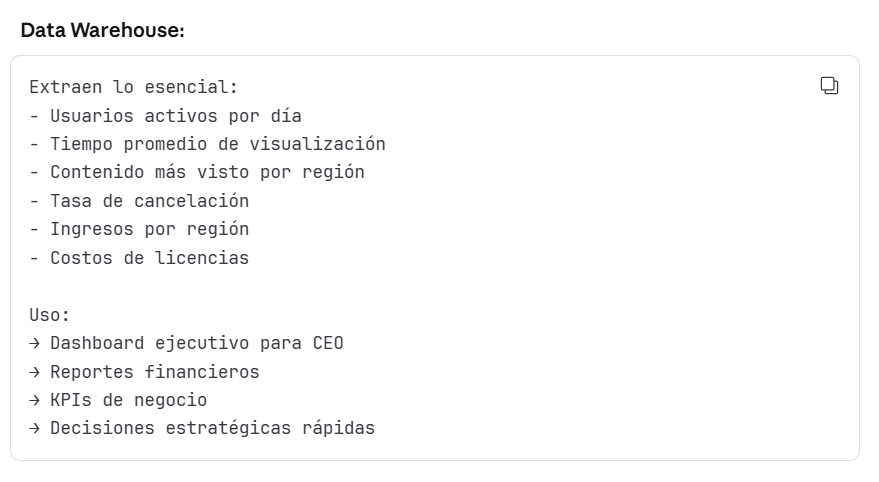 Data Warehouse:
Extraen lo esencial:
- Usuarios activos por día
- Tiempo promedio de visualización
- Contenido más visto por región
- Tasa de cancelación
- Ingresos por región
- Costos de licencias
Uso:
→ Dashboard ejecutivo para CEO
→ Reportes financieros
→ KPIs de negocio
→ Decisiones estratégicas rápidas